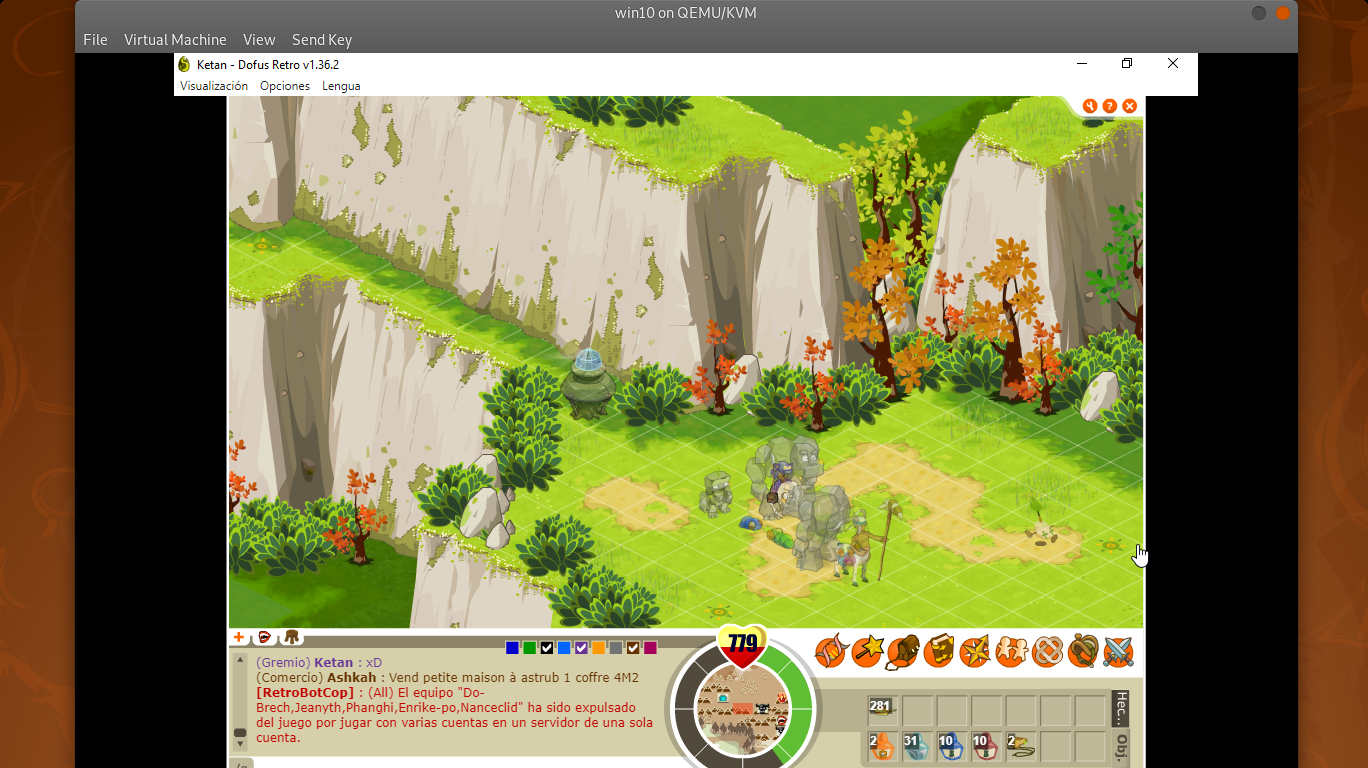 win10 on QEMU/KVM
File Virtual Machine View Send Key
Ketan - Dofus Retro v1.36.2
Visualización Opciones Lengua
779
(Gremio) Ketan : xD
(Comercio) Ashkah : Vend petite maison à astrub 1 coffre 4M2
[RetroBotCop] : (All) El equipo "Do-
Brech,Jeanyth,Phanghi,Enrike-po,Nanceclid" ha sido expulsado
del juego por jugar con varias cuentas en un servidor de una sola
cuenta.
281
Hec...
2 31 10 10 2
Obj.